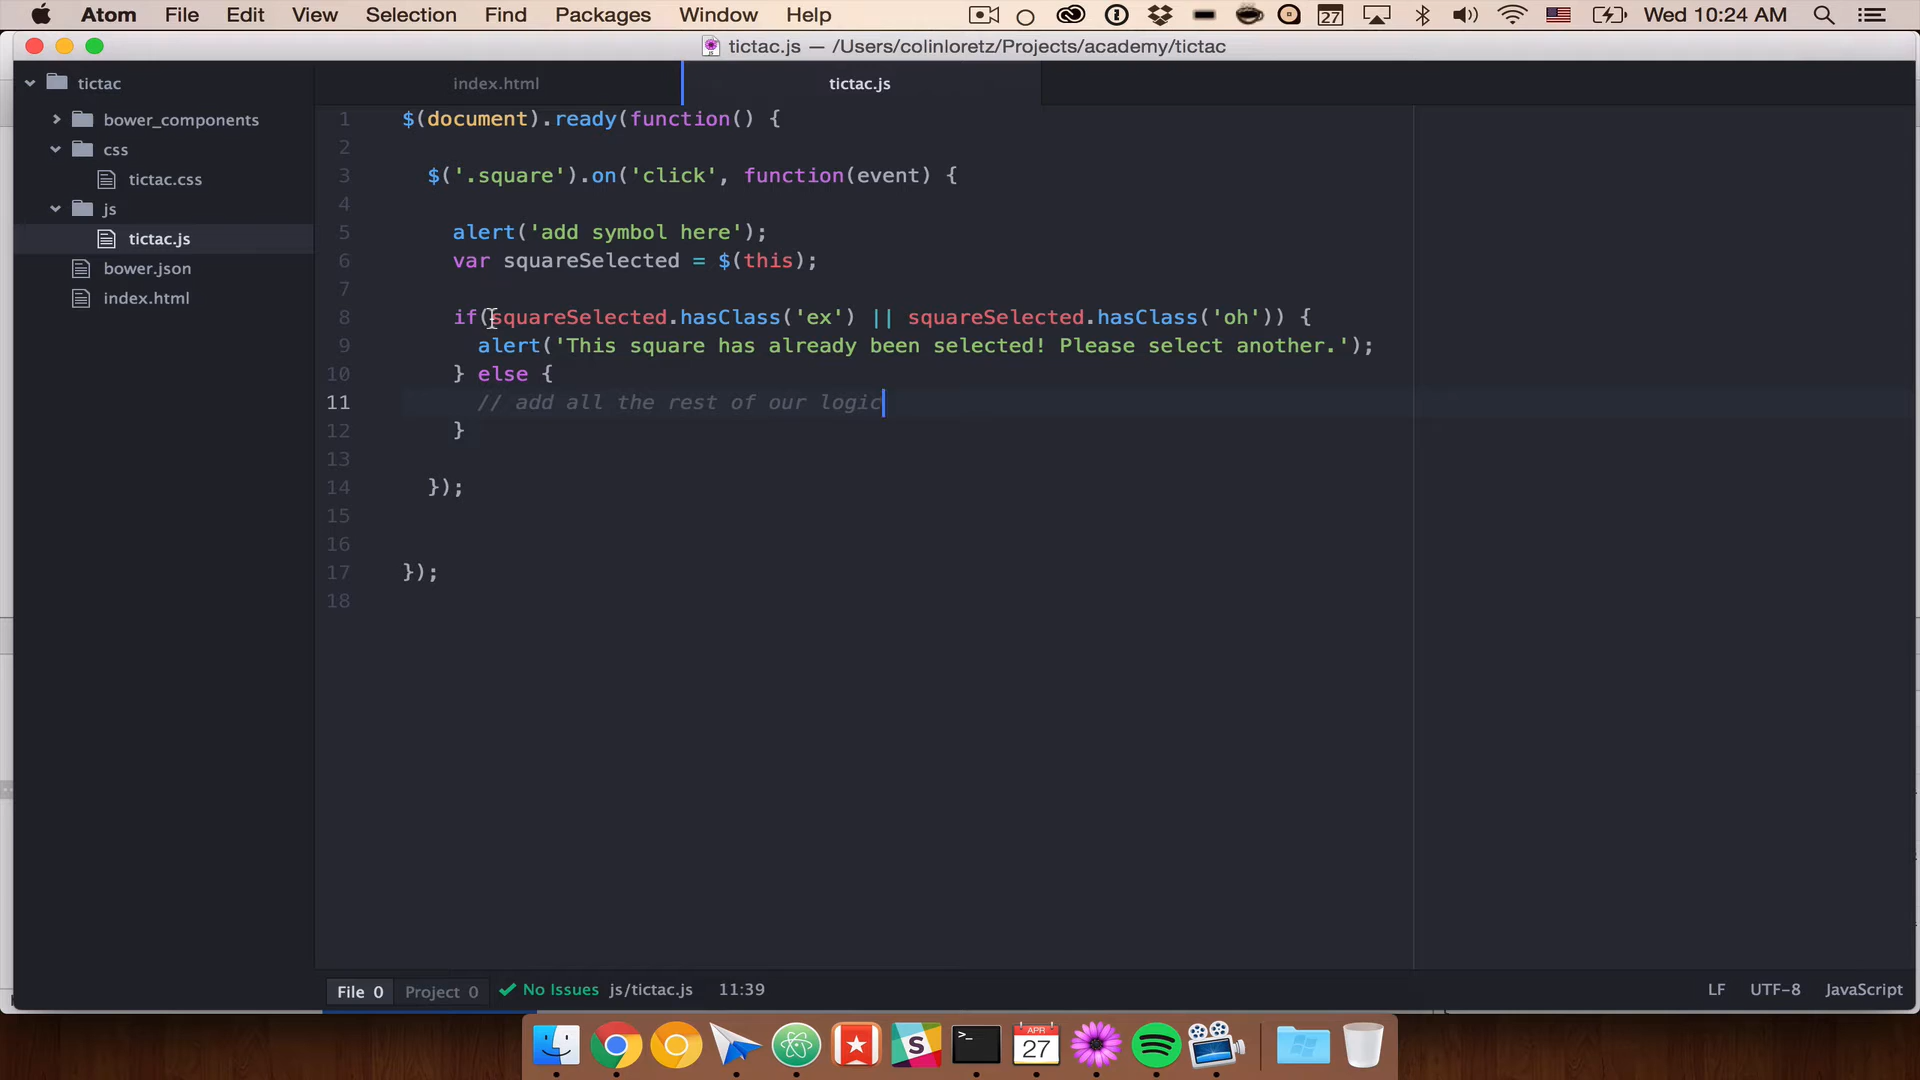 Atom File Edit View Selection Find Packages Window Help 27 Wed 10:24 AM
tictac.js — /Users/colinloretz/Projects/academy/tictac
tictac
bower_components
css
tictac.css
js
tictac.js
bower.json
index.html
index.html tictac.js
1 $(document).ready(function() {
2
3 $('.square').on('click', function(event) {
4
5 alert('add symbol here');
6 var squareSelected = $(this);
7
8 if(squareSelected.hasClass('ex') || squareSelected.hasClass('oh')) {
9 alert('This square has already been selected! Please select another.');
10 } else {
11 // add all the rest of our logic
12 }
13
14 });
15
16
17 });
18
File 0 Project 0 No Issues js/tictac.js 11:39 LF UTF-8 JavaScript
APR
27